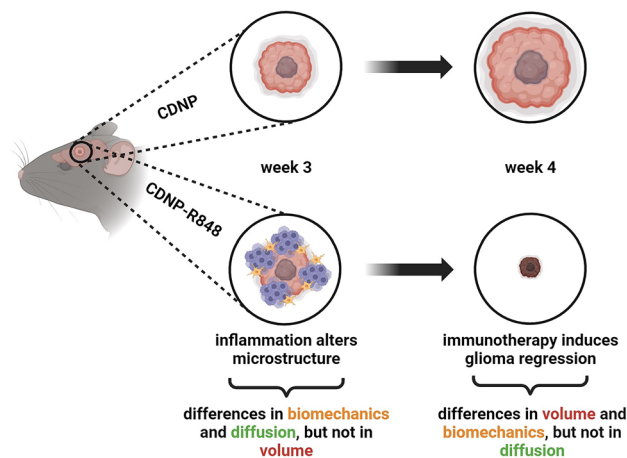 CDNP
week 3
week 4
CDNP-R848
inflammation alters
microstructure
immunotherapy induces
glioma regression
differences in biomechanics
and diffusion, but not in
volume
differences in volume and
biomechanics, but not in
diffusion